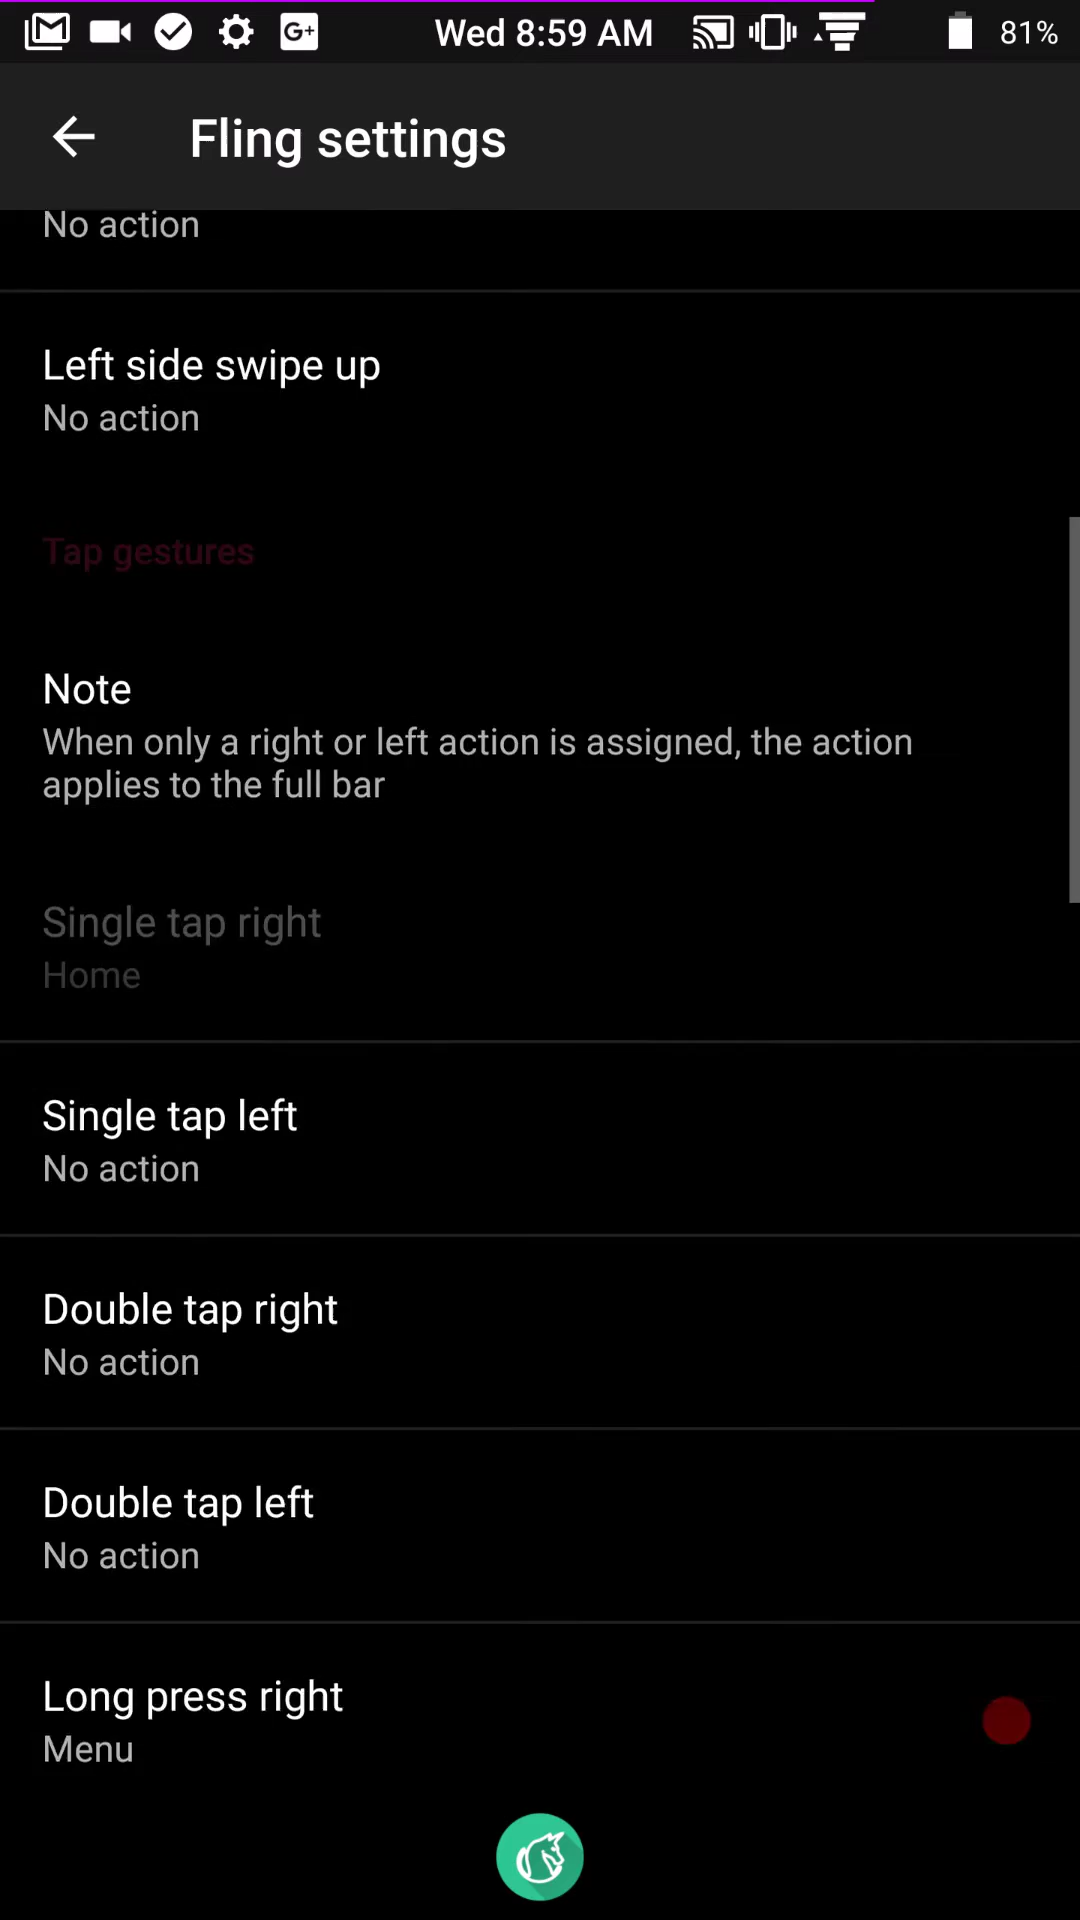 G+ Wed 8:59 AM 81%
Fling settings
No action
Left side swipe up
No action
Tap gestures
Note
When only a right or left action is assigned, the action
applies to the full bar
Single tap right
Home
Single tap left
No action
Double tap right
No action
Double tap left
No action
Long press right
Menu